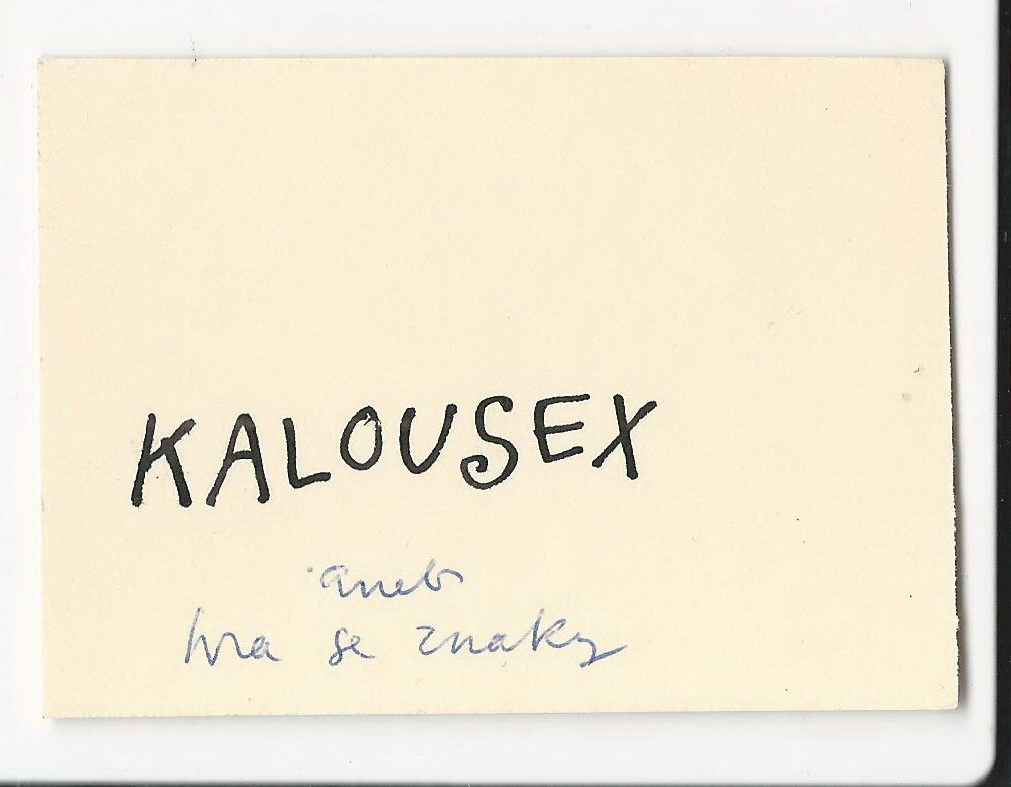 KALOUSEX
aneb
hra se znaky